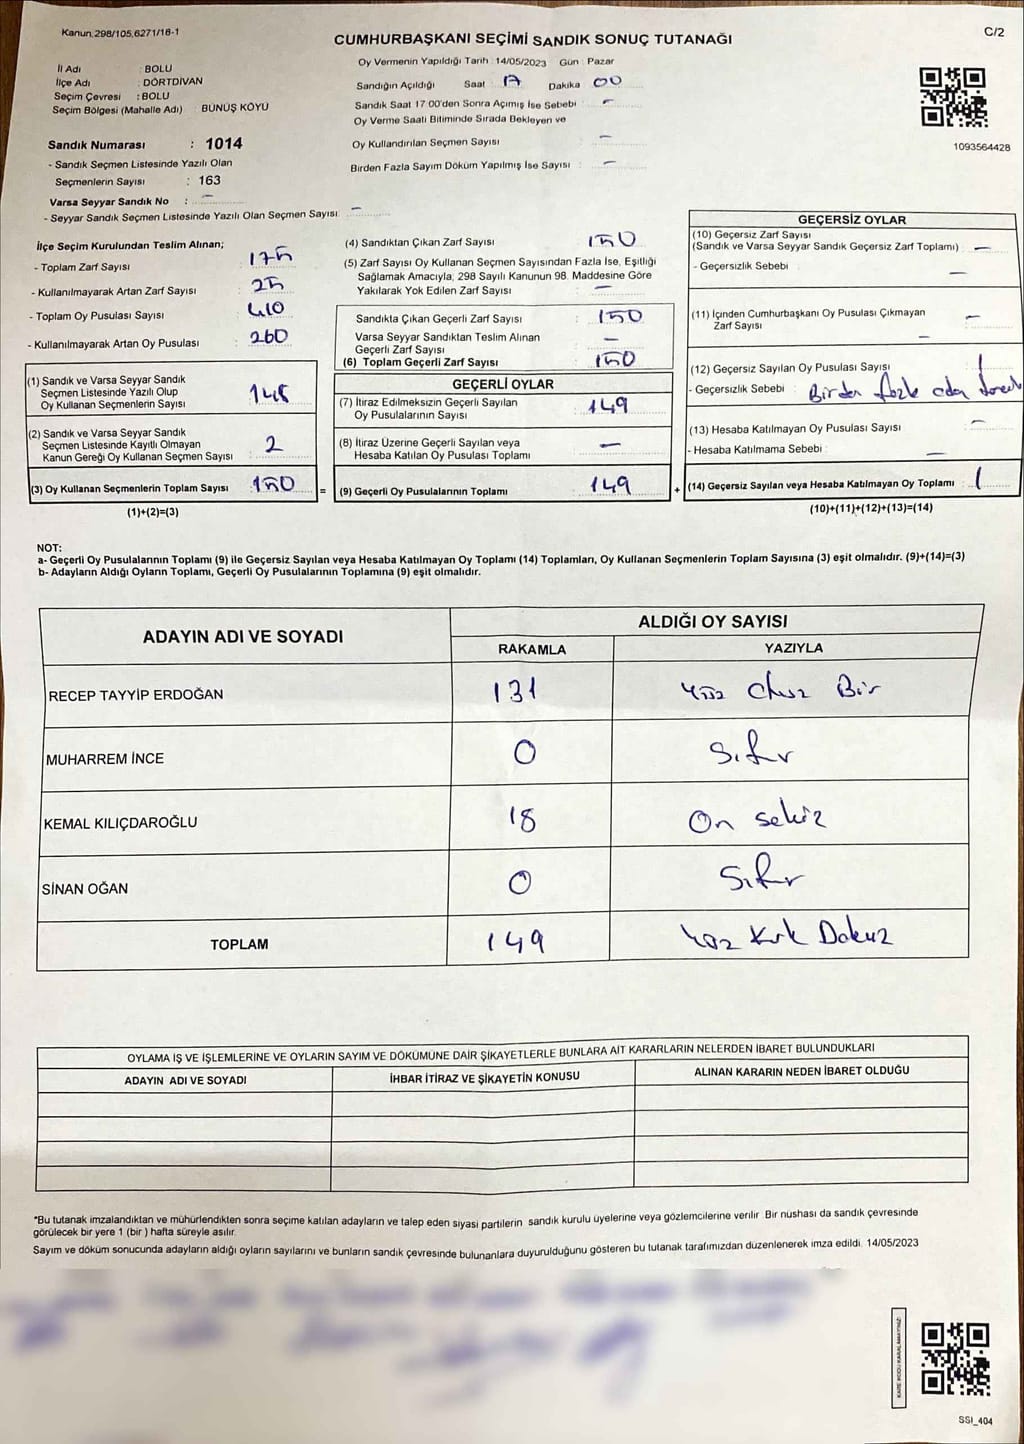 Kanun,298/105,6271/16-1
C/2
CUMHURBAŞKANI SEÇİMİ SANDIK SONUÇ TUTANAĞI
İl Adı : BOLU
İlçe Adı : DÖRTDİVAN
Seçim Çevresi : BOLU
Seçim Bölgesi (Mahalle Adı) BÜNÜŞ KÖYÜ
Sandık Numarası : 1014
- Sandık Seçmen Listesinde Yazılı Olan
Seçmenlerin Sayısı : 163
Varsa Seyyar Sandık No : –
- Seyyar Sandık Seçmen Listesinde Yazılı Olan Seçmen Sayısı: –
Oy Vermenin Yapıldığı Tarih : 14/05/2023 Gün : Pazar
Sandığın Açıldığı Saat 17 Dakika 00
Sandık Saat 17:00'den Sonra Açılmış İse Sebebi : –
Oy Verme Saati Bitiminde Sırada Bekleyen ve
Oy Kullandırılan Seçmen Sayısı : –
Birden Fazla Sayım Döküm Yapılmış İse Sayısı : –
1093564428
İlçe Seçim Kurulundan Teslim Alınan;
- Toplam Zarf Sayısı : 175
- Kullanılmayarak Artan Zarf Sayısı : 25
- Toplam Oy Pusulası Sayısı : 410
- Kullanılmayarak Artan Oy Pusulası : 260
(1) Sandık ve Varsa Seyyar Sandık
Seçmen Listesinde Yazılı Olup
Oy Kullanan Seçmenlerin Sayısı : 148
(2) Sandık ve Varsa Seyyar Sandık
Seçmen Listesinde Kayıtlı Olmayan
Kanun Gereği Oy Kullanan Seçmen Sayısı : 2
(3) Oy Kullanan Seçmenlerin Toplam Sayısı : 150
(1)+(2)=(3)
=
(4) Sandıktan Çıkan Zarf Sayısı : 150
(5) Zarf Sayısı Oy Kullanan Seçmen Sayısından Fazla İse, Eşitliği
Sağlamak Amacıyla, 298 Sayılı Kanunun 98. Maddesine Göre
Yakılarak Yok Edilen Zarf Sayısı : –
Sandıkta Çıkan Geçerli Zarf Sayısı : 150
Varsa Seyyar Sandıktan Teslim Alınan
Geçerli Zarf Sayısı : –
(6) Toplam Geçerli Zarf Sayısı : 150
GEÇERLİ OYLAR
(7) İtiraz Edilmeksizin Geçerli Sayılan
Oy Pusulalarının Sayısı : 149
(8) İtiraz Üzerine Geçerli Sayılan veya
Hesaba Katılan Oy Pusulası Toplamı : –
(9) Geçerli Oy Pusulalarının Toplamı : 149
+
GEÇERSİZ OYLAR
(10) Geçersiz Zarf Sayısı
(Sandık ve Varsa Seyyar Sandık Geçersiz Zarf Toplamı) : –
- Geçersizlik Sebebi : –
(11) İçinden Cumhurbaşkanı Oy Pusulası Çıkmayan
Zarf Sayısı : –
–
(12) Geçersiz Sayılan Oy Pusulası Sayısı : 1
- Geçersizlik Sebebi : Birden fazla
(13) Hesaba Katılmayan Oy Pusulası Sayısı : –
- Hesaba Katılmama Sebebi : –
(14) Geçersiz Sayılan veya Hesaba Katılmayan Oy Toplamı : 1
(10)+(11)+(12)+(13)=(14)
NOT:
a- Geçerli Oy Pusulalarının Toplamı (9) ile Geçersiz Sayılan veya Hesaba Katılmayan Oy Toplamı (14) Toplamları, Oy Kullanan Seçmenlerin Toplam Sayısına (3) eşit olmalıdır. (9)+(14)=(3)
b- Adayların Aldığı Oyların Toplamı, Geçerli Oy Pusulalarının Toplamına (9) eşit olmalıdır.
ADAYIN ADI VE SOYADI
ALDIĞI OY SAYISI
RAKAMLA YAZIYLA
RECEP TAYYİP ERDOĞAN 131 Yüz Otuz Bir
MUHARREM İNCE 0 Sıfır
KEMAL KILIÇDAROĞLU 18 On sekiz
SİNAN OĞAN 0 Sıfır
TOPLAM 149 Yüz Kırk Dokuz
OYLAMA İŞ VE İŞLEMLERİNE VE OYLARIN SAYIM VE DÖKÜMÜNE DAİR ŞİKAYETLERLE BUNLARA AİT KARARLARIN NELERDEN İBARET BULUNDUKLARI
ADAYIN ADI VE SOYADI İHBAR İTİRAZ VE ŞİKAYETİN KONUSU ALINAN KARARIN NEDEN İBARET OLDUĞU
*Bu tutanak imzalandıktan ve mühürlendikten sonra seçime katılan adayların ve talep eden siyasi partilerin sandık kurulu üyelerine veya gözlemcilerine verilir Bir nüshası da sandık çevresinde
görülecek bir yere 1 (bir ) hafta süreyle asılır.
Sayım ve döküm sonucunda adayların aldığı oyların sayılarını ve bunların sandık çevresinde bulunanlara duyurulduğunu gösteren bu tutanak tarafımızdan düzenlenerek imza edildi. 14/05/2023
KARE KODU KARALAMAYINIZ!
SSI_404